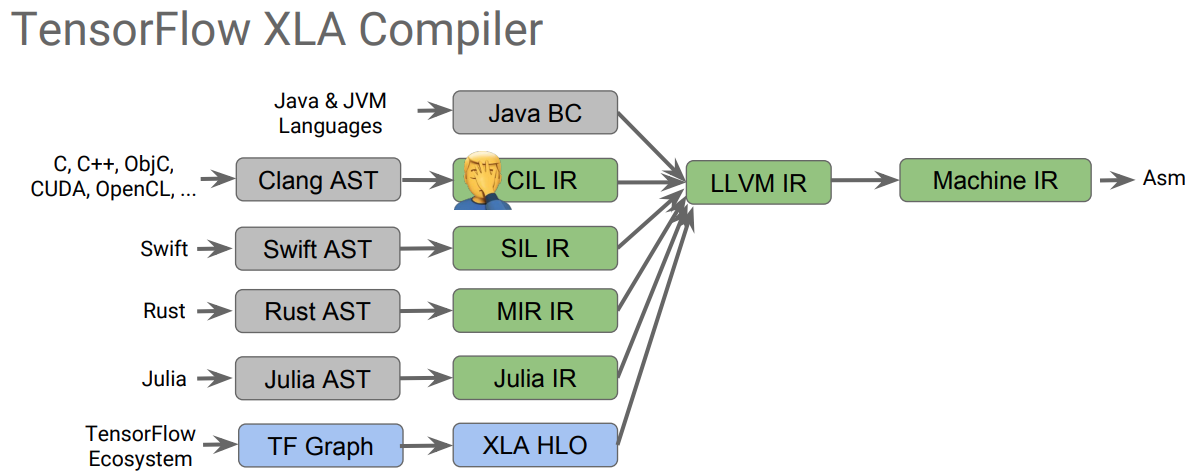 TensorFlow XLA Compiler
Java & JVM
Languages
Java BC
C, C++, ObjC,
CUDA, OpenCL, ...
Clang AST
CIL IR
LLVM IR
Machine IR
Asm
Swift
Swift AST
SIL IR
Rust
Rust AST
MIR IR
Julia
Julia AST
Julia IR
TensorFlow
Ecosystem
TF Graph
XLA HLO